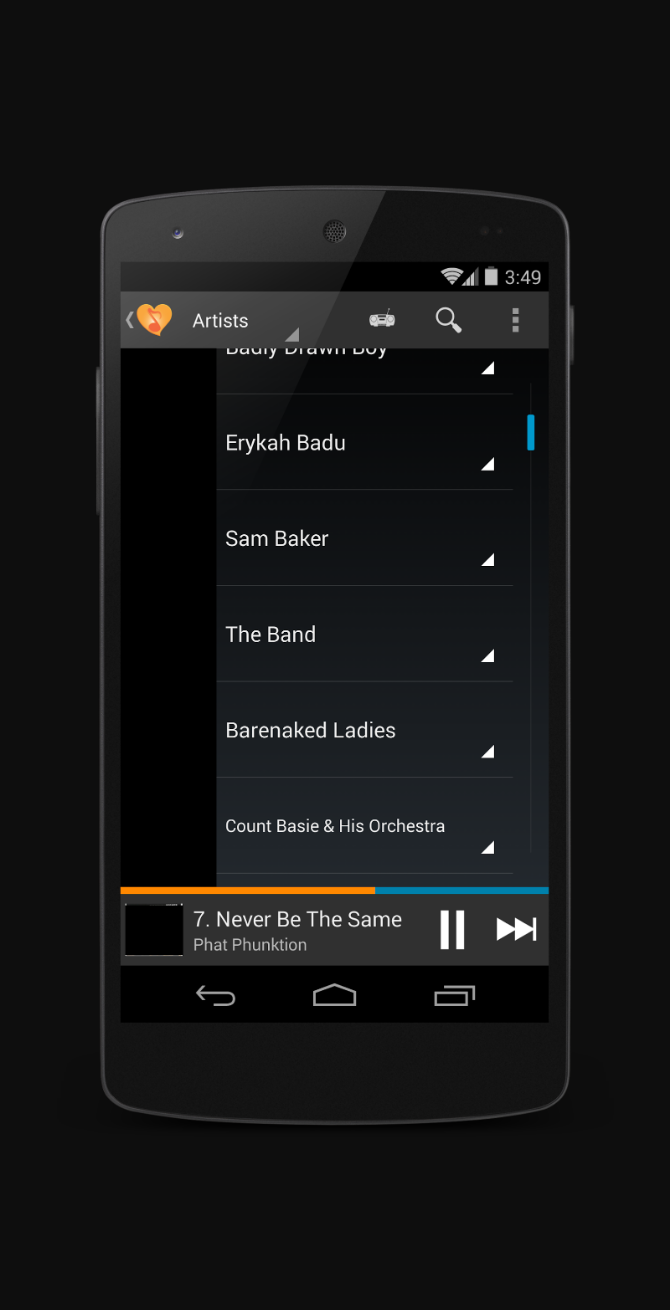 3:49
Artists
Badly Drawn Boy
Erykah Badu
Sam Baker
The Band
Barenaked Ladies
Count Basie & His Orchestra
7. Never Be The Same
Phat Phunktion